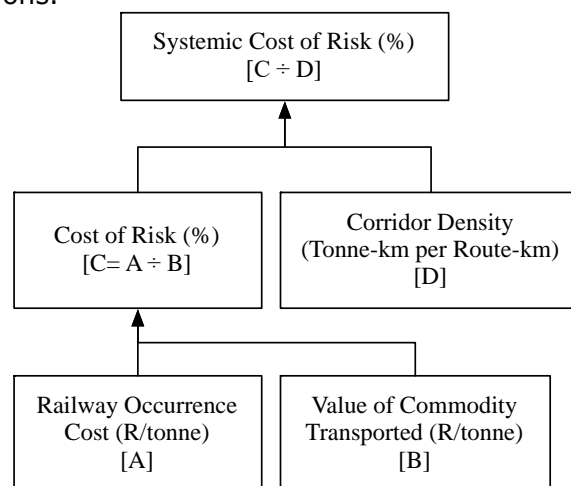 ons.
Systemic Cost of Risk (%)
[C ÷ D]
Cost of Risk (%)
[C= A ÷ B]
Corridor Density
(Tonne-km per Route-km)
[D]
Railway Occurrence
Cost (R/tonne)
[A]
Value of Commodity
Transported (R/tonne)
[B]